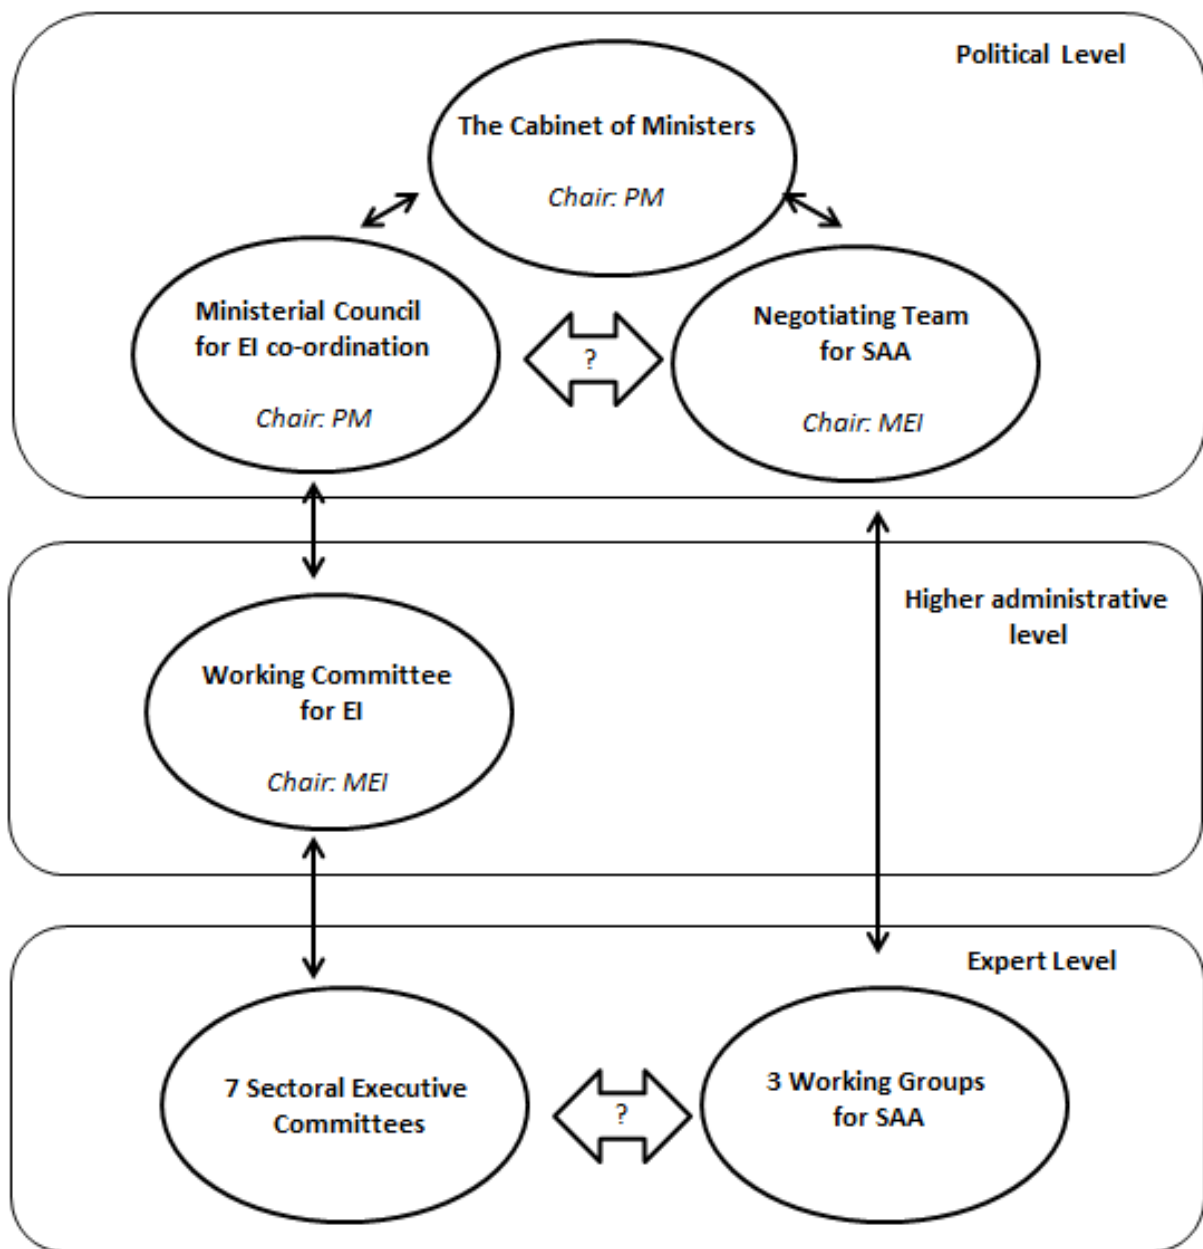 Political Level
The Cabinet of Ministers
Chair: PM
Ministerial Council
for EI co-ordination
Chair: PM
?
Negotiating Team
for SAA
Chair: MEI
Higher administrative
level
Working Committee
for EI
Chair: MEI
Expert Level
7 Sectoral Executive
Committees
?
3 Working Groups
for SAA